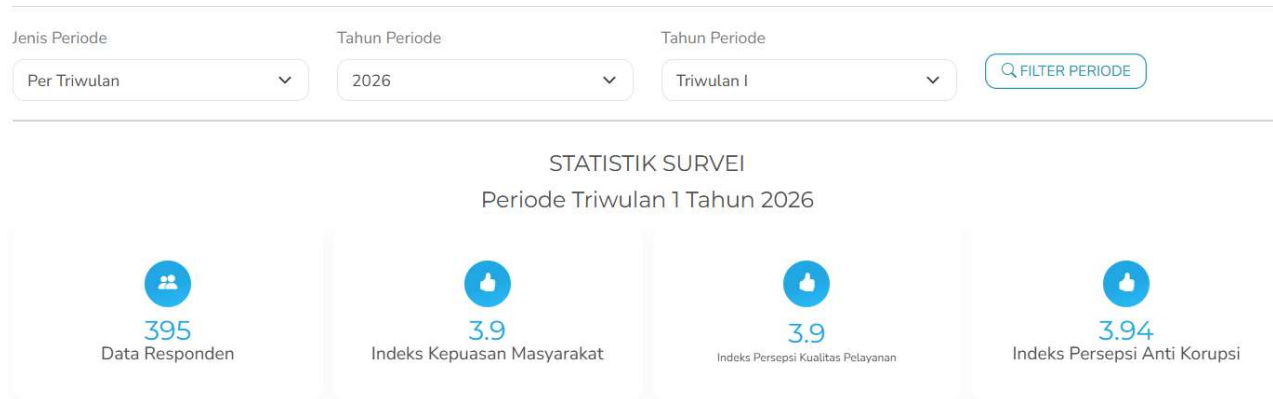 Jenis Periode
Tahun Periode
Tahun Periode
Per Triwulan
2026
Triwulan I
FILTER PERIODE
STATISTIK SURVEI
Periode Triwulan 1 Tahun 2026
395
Data Responden
3.9
Indeks Kepuasan Masyarakat
3.9
Indeks Persepsi Kualitas Pelayanan
3.94
Indeks Persepsi Anti Korupsi